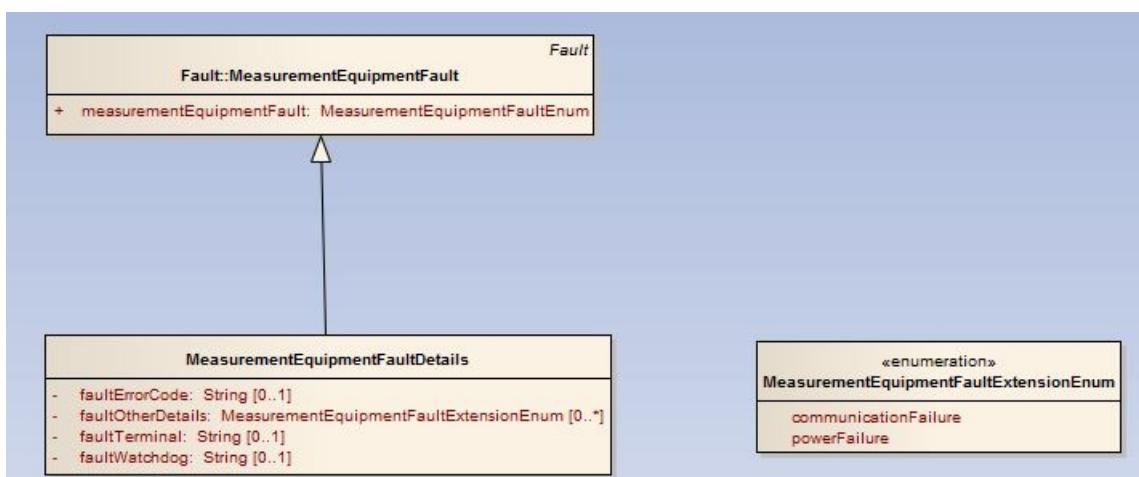 Fault
Fault::MeasurementEquipmentFault
+ measurementEquipmentFault: MeasurementEquipmentFaultEnum
MeasurementEquipmentFaultDetails
- faultErrorCode: String [0..1]
- faultOtherDetails: MeasurementEquipmentFaultExtensionEnum [0..*]
- faultTerminal: String [0..1]
- faultWatchdog: String [0..1]
«enumeration»
MeasurementEquipmentFaultExtensionEnum
communicationFailure
powerFailure